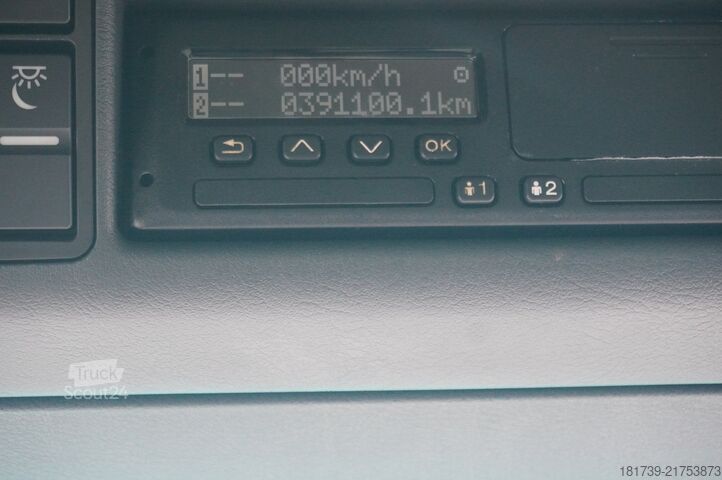 1-- 000km/h
2-- 0391100.1km
OK
1
2
Truck
Scout24
181739-21753873